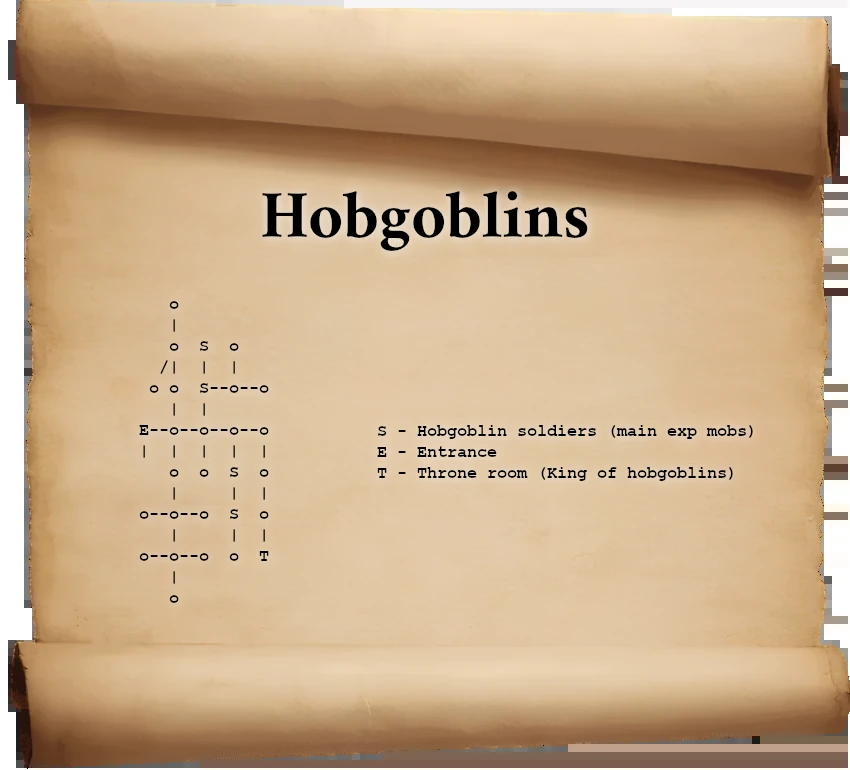 Hobgoblins
   o
   |
   o  S  o
  /|  |  |
 o o  S--o--o
   |  |
E--o--o--o--o
|  |  |  |  |
   o  o  S  o
   |     |  |
o--o--o  S  o
   |     |  |
o--o--o  o  T
   |
   o
S - Hobgoblin soldiers (main exp mobs)
E - Entrance
T - Throne room (King of hobgoblins)